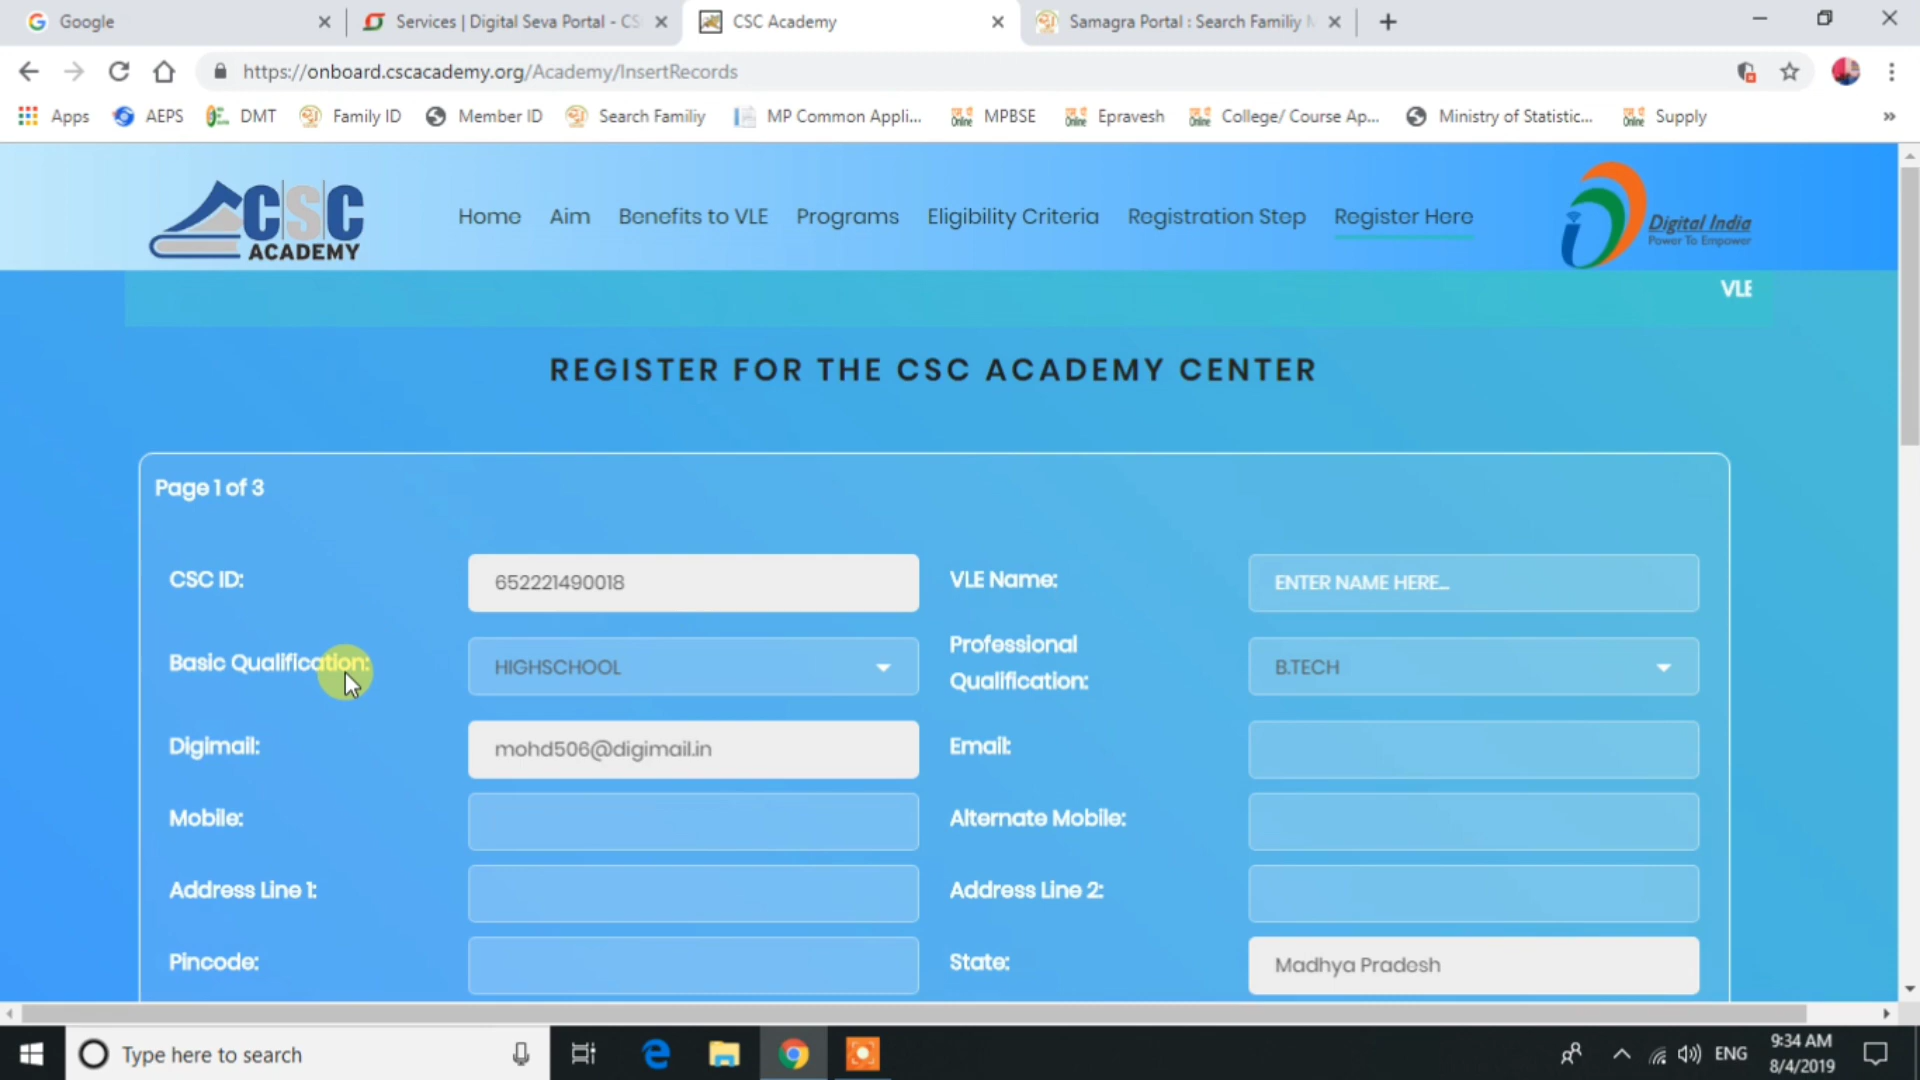 Google
Services | Digital Seva Portal - CS
CSC Academy
Samagra Portal : Search Familiy M
https://onboard.cscacademy.org/Academy/InsertRecords
Apps
AEPS
DMT
Family ID
Member ID
Search Familiy
MP Common Appli...
MPBSE
Epravesh
College/ Course Ap...
Ministry of Statistic...
Supply
»
CSC
ACADEMY
Home
Aim
Benefits to VLE
Programs
Eligibility Criteria
Registration Step
Register Here
Digital India
Power To Empower
VLE
REGISTER FOR THE CSC ACADEMY CENTER
Page 1 of 3
CSC ID:
652221490018
VLE Name:
ENTER NAME HERE...
Basic Qualification:
HIGHSCHOOL
Professional
Qualification:
B.TECH
Digimail:
mohd506@digimail.in
Email:
Mobile:
Alternate Mobile:
Address Line 1:
Address Line 2:
Pincode:
State:
Madhya Pradesh
Type here to search
ENG
9:34 AM
8/4/2019